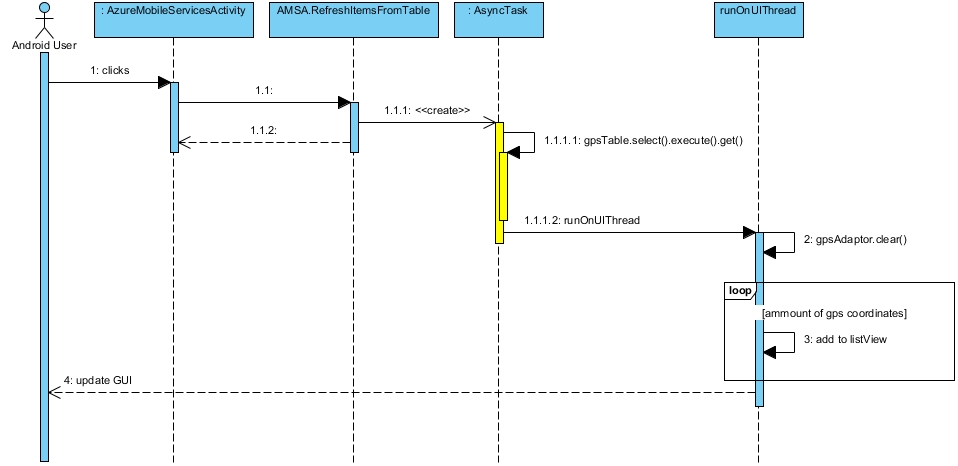 : AzureMobileServicesActivity
AMSA.RefreshItemsFromTable
: AsyncTask
runOnUIThread
Android User
1: clicks
1.1:
1.1.1: <<create>>
1.1.2:
1.1.1.1: gpsTable.select().execute().get()
1.1.1.2: runOnUIThread
2: gpsAdaptor.clear()
loop
[ammount of gps coordinates]
3: add to listView
4: update GUI